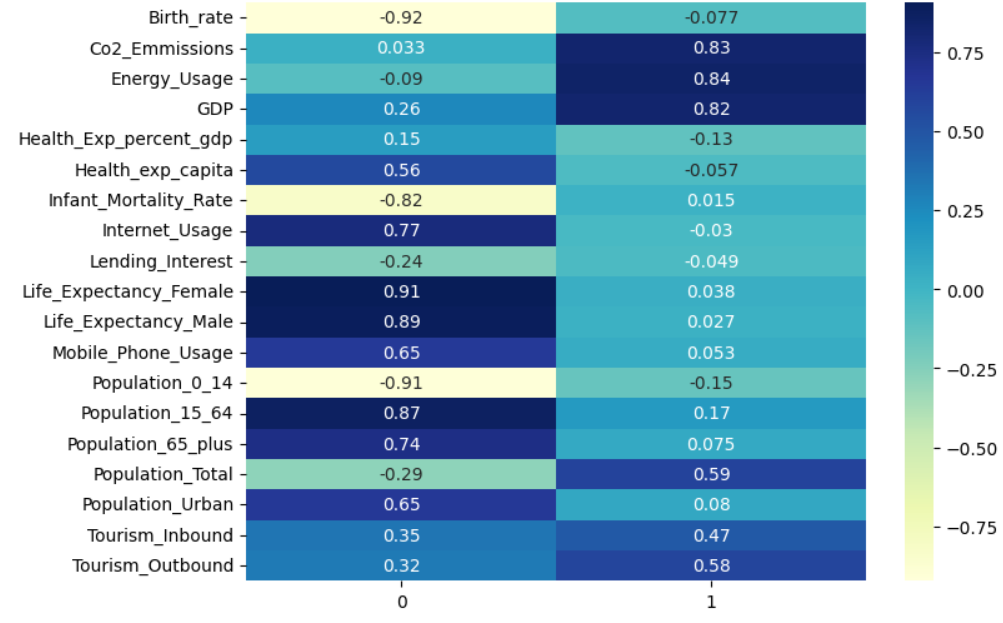 Birth_rate -0.92 -0.077
Co2_Emmissions 0.033 0.83
Energy_Usage -0.09 0.84
GDP 0.26 0.82
Health_Exp_percent_gdp 0.15 -0.13
Health_exp_capita 0.56 -0.057
Infant_Mortality_Rate -0.82 0.015
Internet_Usage 0.77 -0.03
Lending_Interest -0.24 -0.049
Life_Expectancy_Female 0.91 0.038
Life_Expectancy_Male 0.89 0.027
Mobile_Phone_Usage 0.65 0.053
Population_0_14 -0.91 -0.15
Population_15_64 0.87 0.17
Population_65_plus 0.74 0.075
Population_Total -0.29 0.59
Population_Urban 0.65 0.08
Tourism_Inbound 0.35 0.47
Tourism_Outbound 0.32 0.58
0 1
0.75
0.50
0.25
0.00
−0.25
−0.50
−0.75